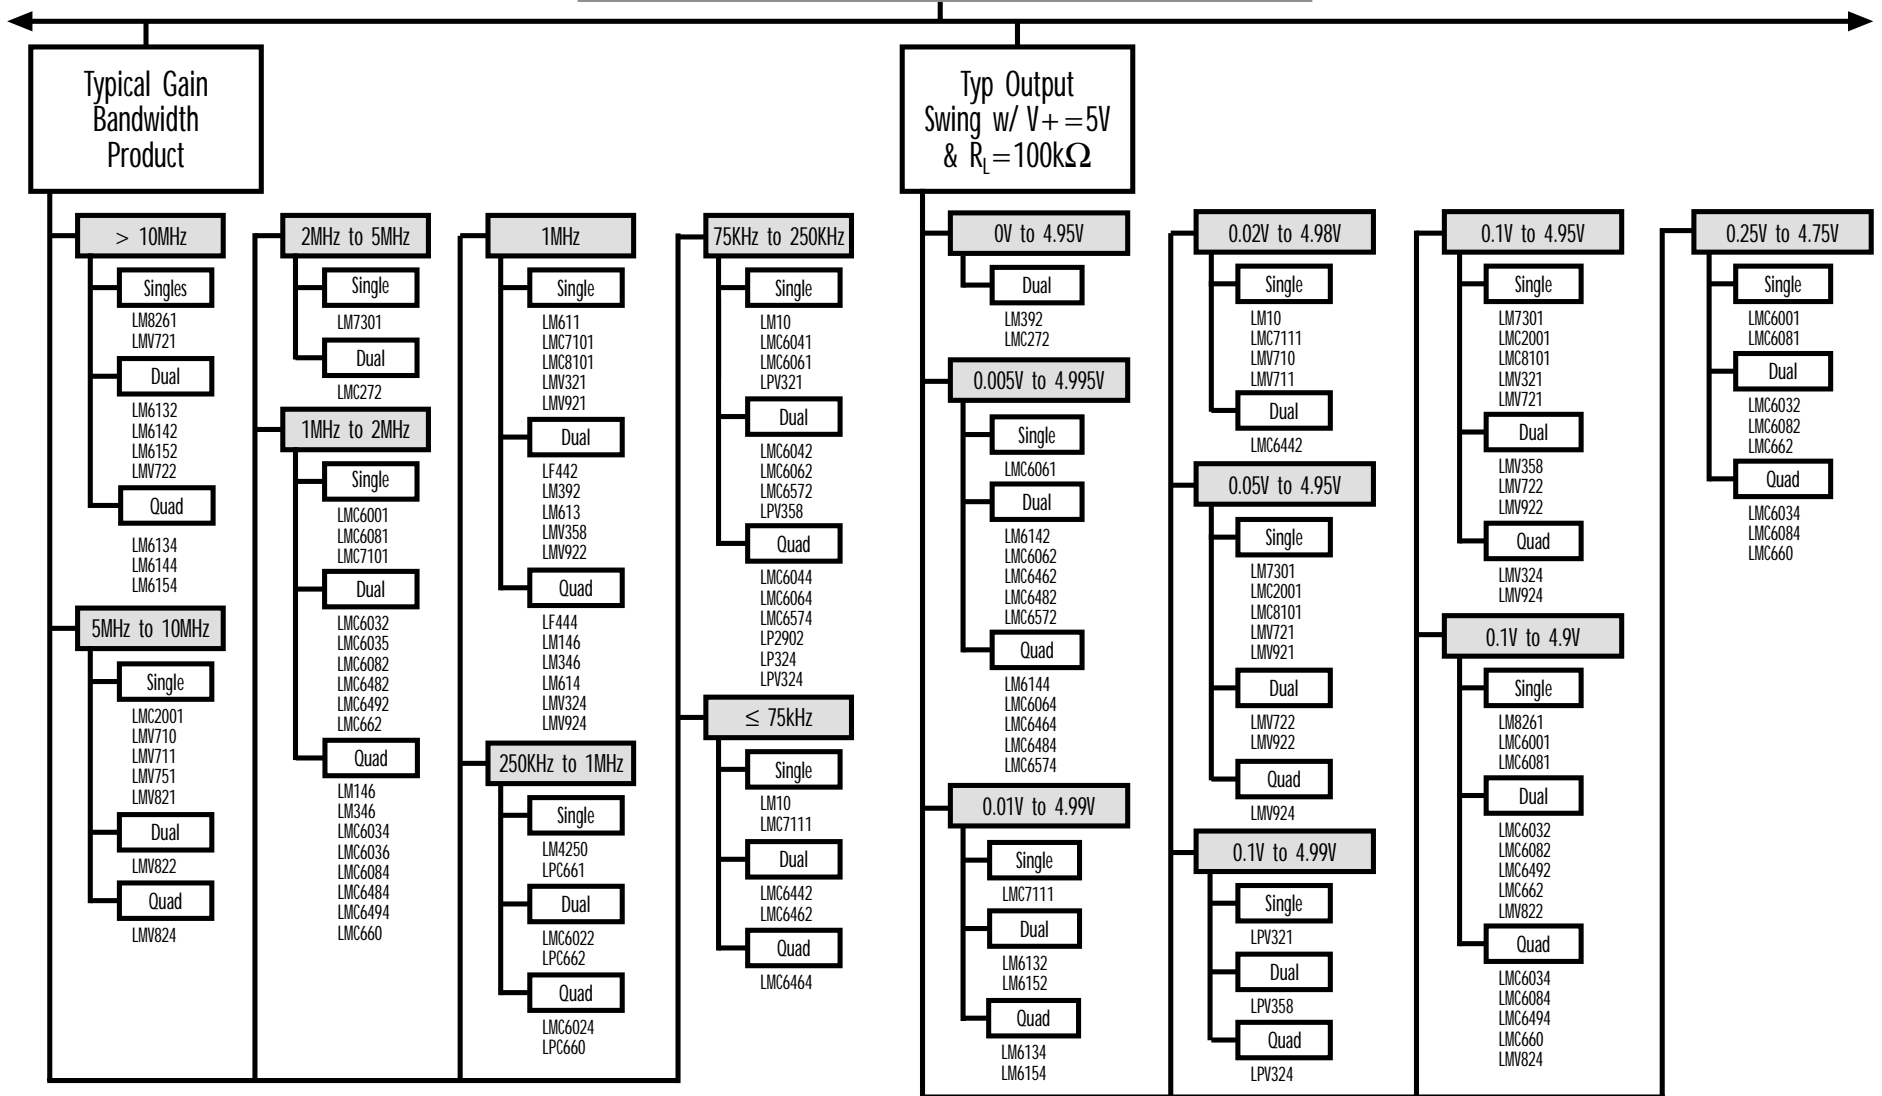 Typical Gain
Bandwidth
Product
> 10MHz
Singles
LM8261
LMV721
Dual
LM6132
LM6142
LM6152
LMV722
Quad
LM6134
LM6144
LM6154
5MHz to 10MHz
Single
LMC2001
LMV710
LMV711
LMV751
LMV821
Dual
LMV822
Quad
LMV824
2MHz to 5MHz
Single
LM7301
Dual
LMC272
1MHz to 2MHz
Single
LMC6001
LMC6081
LMC7101
Dual
LMC6032
LMC6035
LMC6082
LMC6482
LMC6492
LMC662
Quad
LM146
LM346
LMC6034
LMC6036
LMC6084
LMC6484
LMC6494
LMC660
1MHz
Single
LM611
LMC7101
LMC8101
LMV321
LMV921
Dual
LF442
LM392
LM613
LMV358
LMV922
Quad
LF444
LM146
LM346
LM614
LMV324
LMV924
250KHz to 1MHz
Single
LM4250
LPC661
Dual
LMC6022
LPC662
Quad
LMC6024
LPC660
75KHz to 250KHz
Single
LM10
LMC6041
LMC6061
LPV321
Dual
LMC6042
LMC6062
LMC6572
LPV358
Quad
LMC6044
LMC6064
LMC6574
LP2902
LP324
LPV324
≤ 75kHz
Single
LM10
LMC7111
Dual
LMC6442
LMC6462
Quad
LMC6464
Typ Output
Swing w/ V+=5V
& RL=100kΩ
0V to 4.95V
Dual
LM392
LMC272
0.005V to 4.995V
Single
LMC6061
Dual
LM6142
LMC6062
LMC6462
LMC6482
LMC6572
Quad
LM6144
LMC6064
LMC6464
LMC6484
LMC6574
0.01V to 4.99V
Single
LMC7111
Dual
LM6132
LM6152
Quad
LM6134
LM6154
0.02V to 4.98V
Single
LM10
LMC7111
LMV710
LMV711
Dual
LMC6442
0.05V to 4.95V
Single
LM7301
LMC2001
LMC8101
LMV721
LMV921
Dual
LMV722
LMV922
Quad
LMV924
0.1V to 4.99V
Single
LPV321
Dual
LPV358
Quad
LPV324
0.1V to 4.95V
Single
LM7301
LMC2001
LMC8101
LMV321
LMV721
Dual
LMV358
LMV722
LMV922
Quad
LMV324
LMV924
0.1V to 4.9V
Single
LM8261
LMC6001
LMC6081
Dual
LMC6032
LMC6082
LMC6492
LMC662
LMV822
Quad
LMC6034
LMC6084
LMC6494
LMC660
LMV824
0.25V to 4.75V
Single
LMC6001
LMC6081
Dual
LMC6032
LMC6082
LMC662
Quad
LMC6034
LMC6084
LMC660